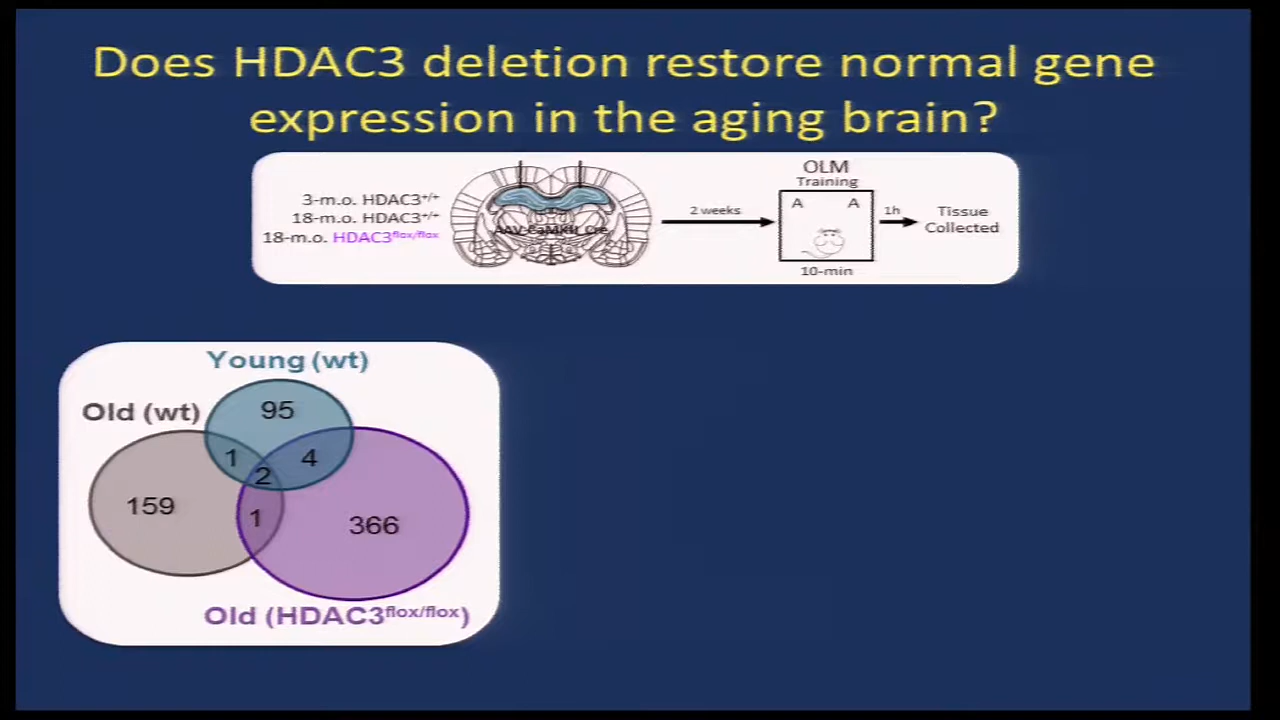 Does HDAC3 deletion restore normal gene
expression in the aging brain?
3-m.o. HDAC3+/+
18-m.o. HDAC3+/+
18-m.o. HDAC3flox/flox
AAV-CaMKII-Cre
2 weeks
OLM
Training
A A
10-min
1h
Tissue
Collected
Young (wt)
Old (wt)
95
1
4
2
159
1
366
Old (HDAC3flox/flox)